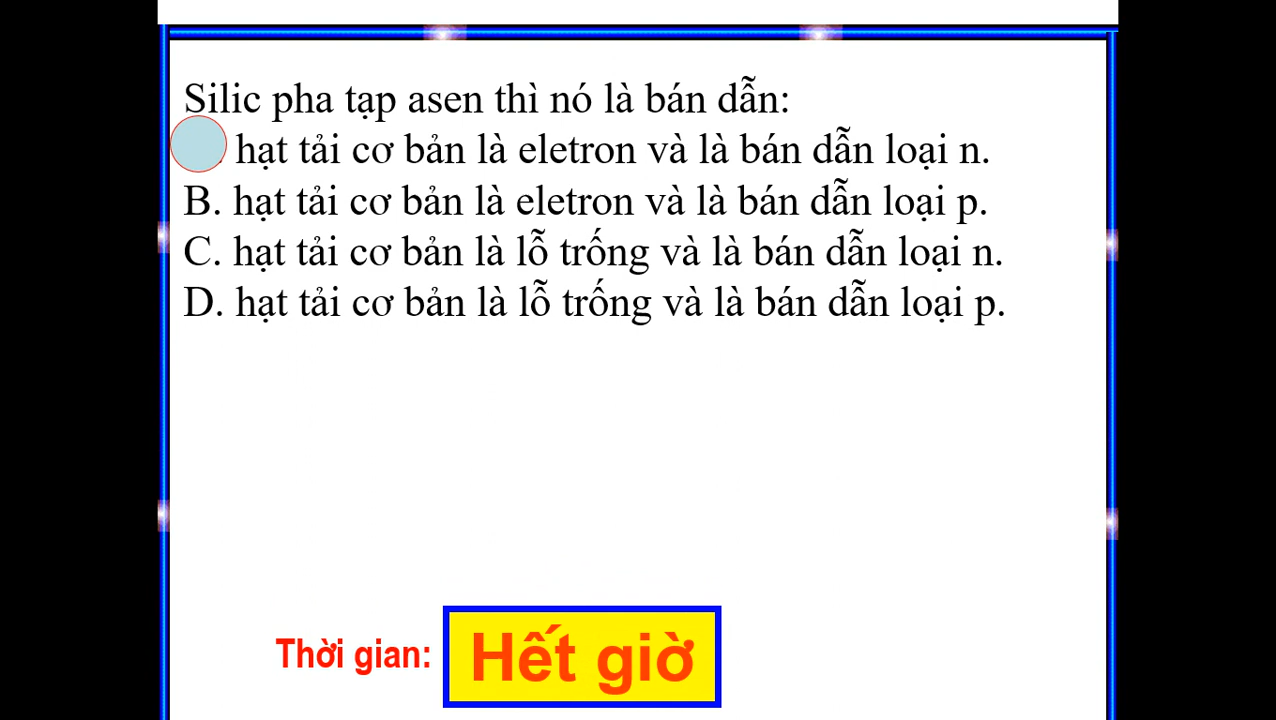 Silic pha tạp asen thì nó là bán dẫn:
. hạt tải cơ bản là eletron và là bán dẫn loại n.
B. hạt tải cơ bản là eletron và là bán dẫn loại p.
C. hạt tải cơ bản là lỗ trống và là bán dẫn loại n.
D. hạt tải cơ bản là lỗ trống và là bán dẫn loại p.
Thời gian: Hết giờ